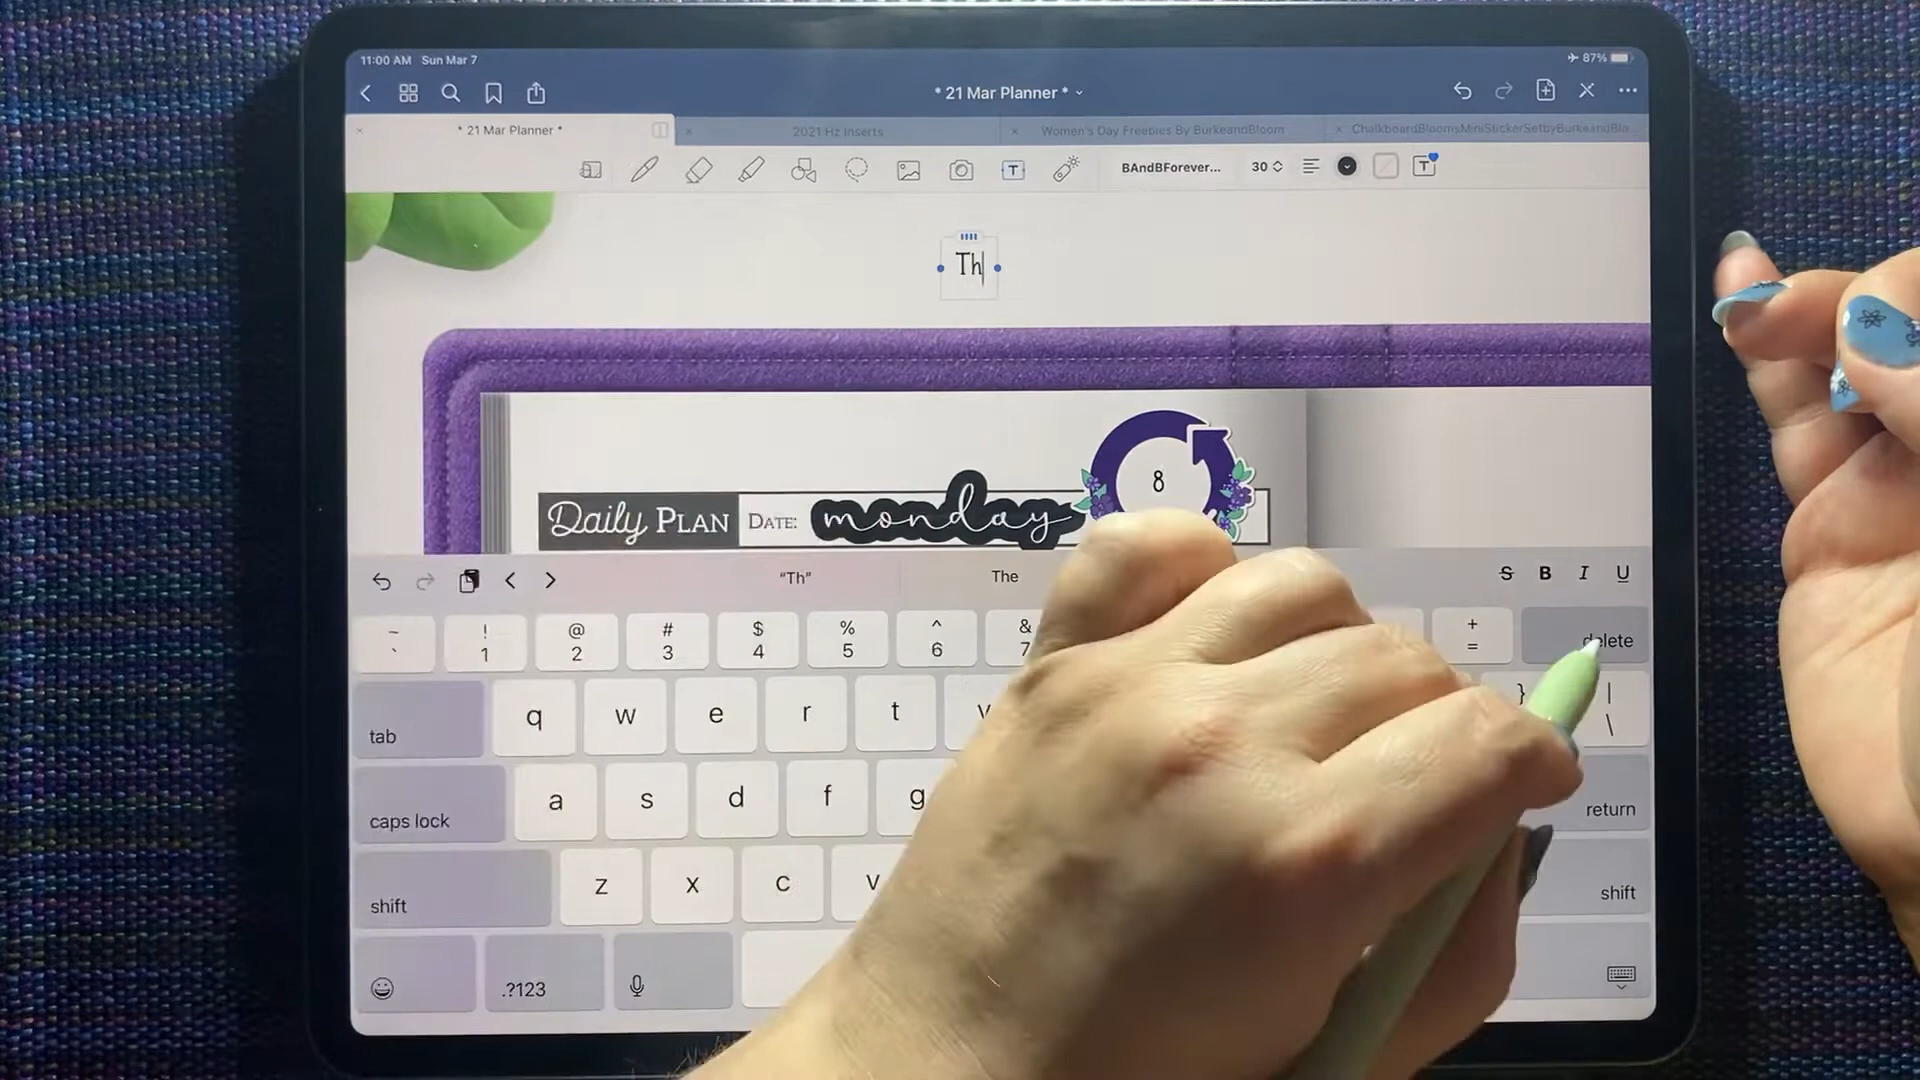 11:00 AM Sun Mar 7
87%
* 21 Mar Planner *
* 21 Mar Planner *
2021 Hz Inserts
Women's Day Freebies By BurkeandBloom
ChalkboardBloomsMiniStickerSetbyBurkeandBlo...
T
BAndBForever...
30
T
Th
8
Daily PLAN
DATE:
monday
"Th"
The
S B I U
~ ! @ # $ % ^ & +
` 1 2 3 4 5 6 7 =
delete
tab
q w e r t
} |
\
caps lock
a s d f g
return
shift
z x c v
shift
.?123